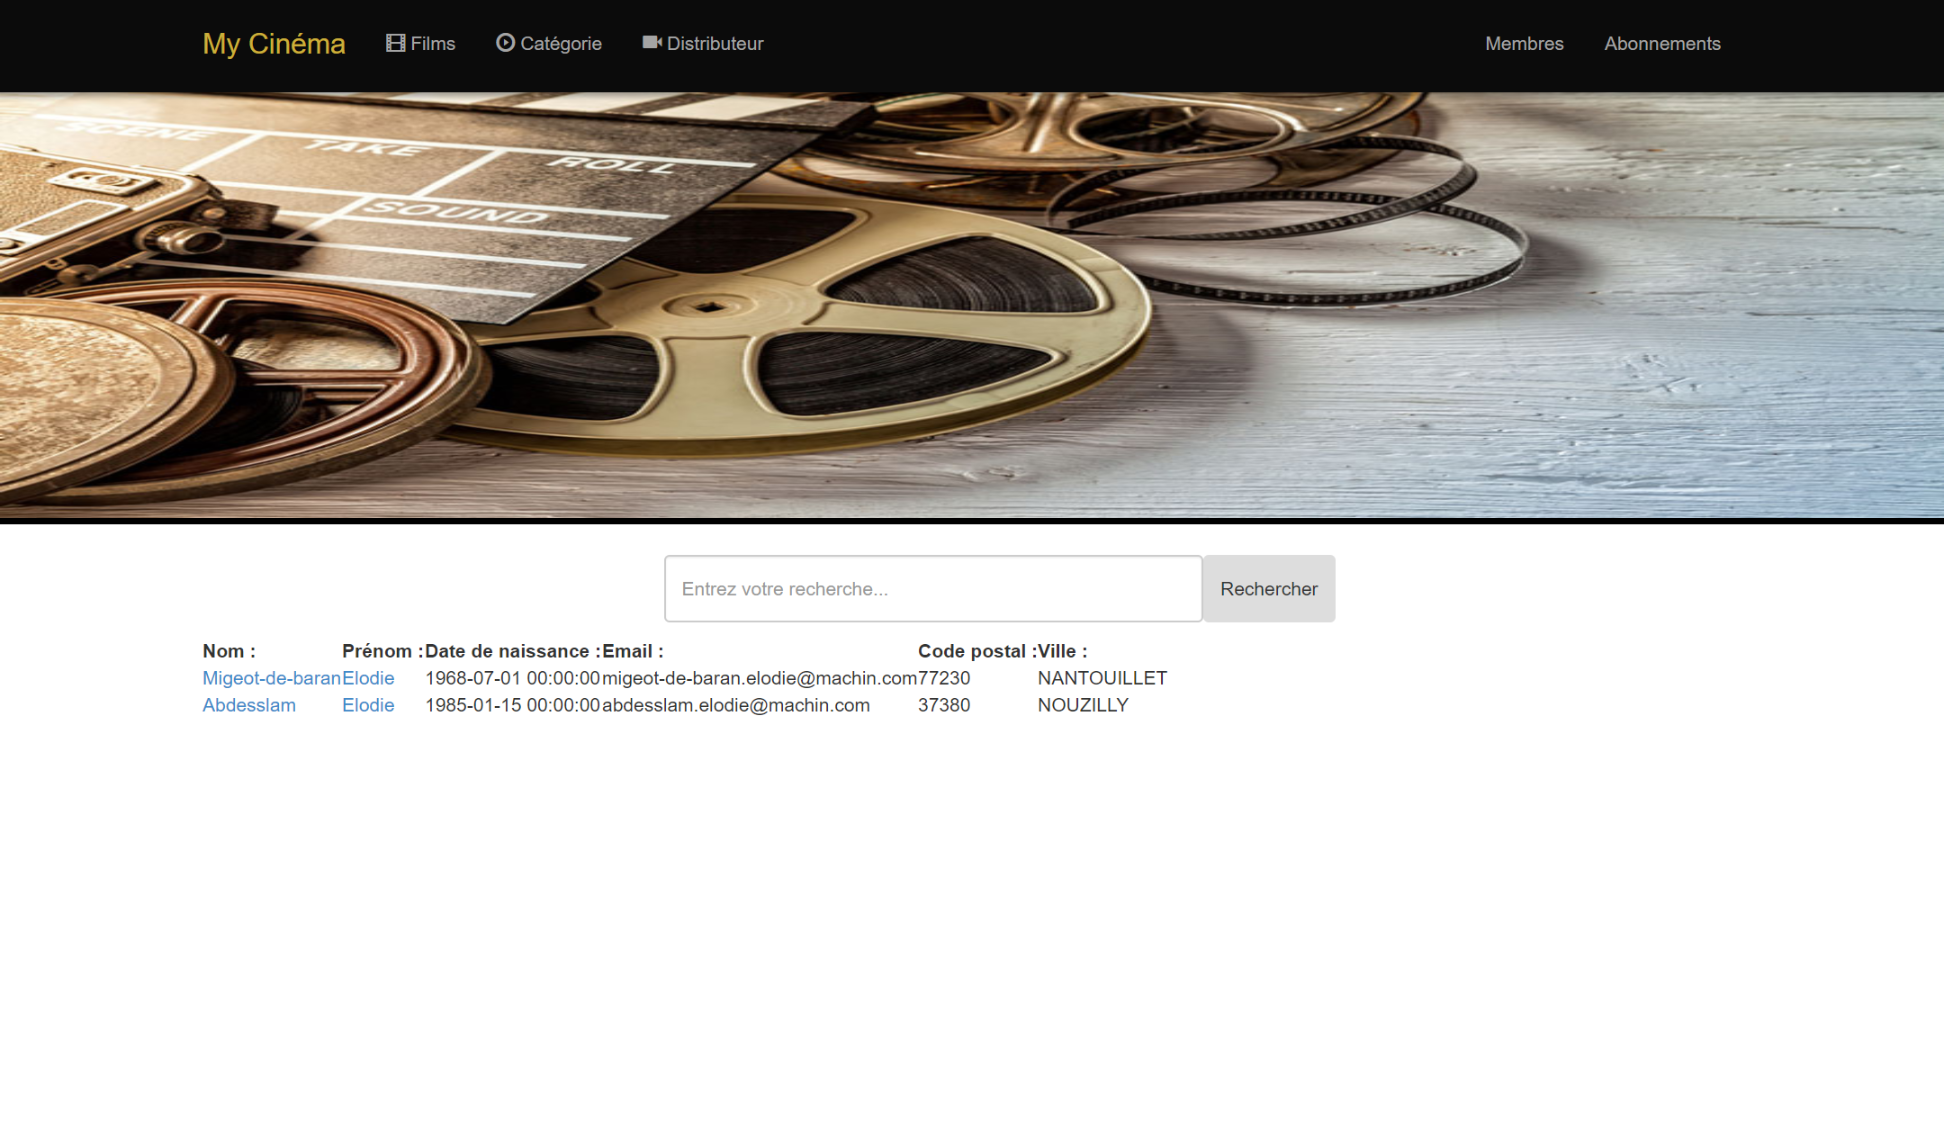 My Cinéma Films Catégorie Distributeur Membres Abonnements
SCENE TAKE ROLL
SOUND
Entrez votre recherche... Rechercher
Nom : Prénom : Date de naissance : Email : Code postal : Ville :
Migeot-de-baran Elodie 1968-07-01 00:00:00 migeot-de-baran.elodie@machin.com 77230 NANTOUILLET
Abdesslam Elodie 1985-01-15 00:00:00 abdesslam.elodie@machin.com 37380 NOUZILLY